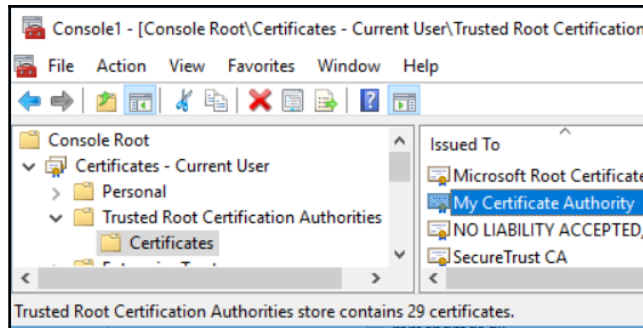 Console1 - [Console Root\Certificates - Current User\Trusted Root Certification
File Action View Favorites Window Help
Console Root
Certificates - Current User
Personal
Trusted Root Certification Authorities
Certificates
Issued To
Microsoft Root Certificate
My Certificate Authority
NO LIABILITY ACCEPTED,
SecureTrust CA
Trusted Root Certification Authorities store contains 29 certificates.